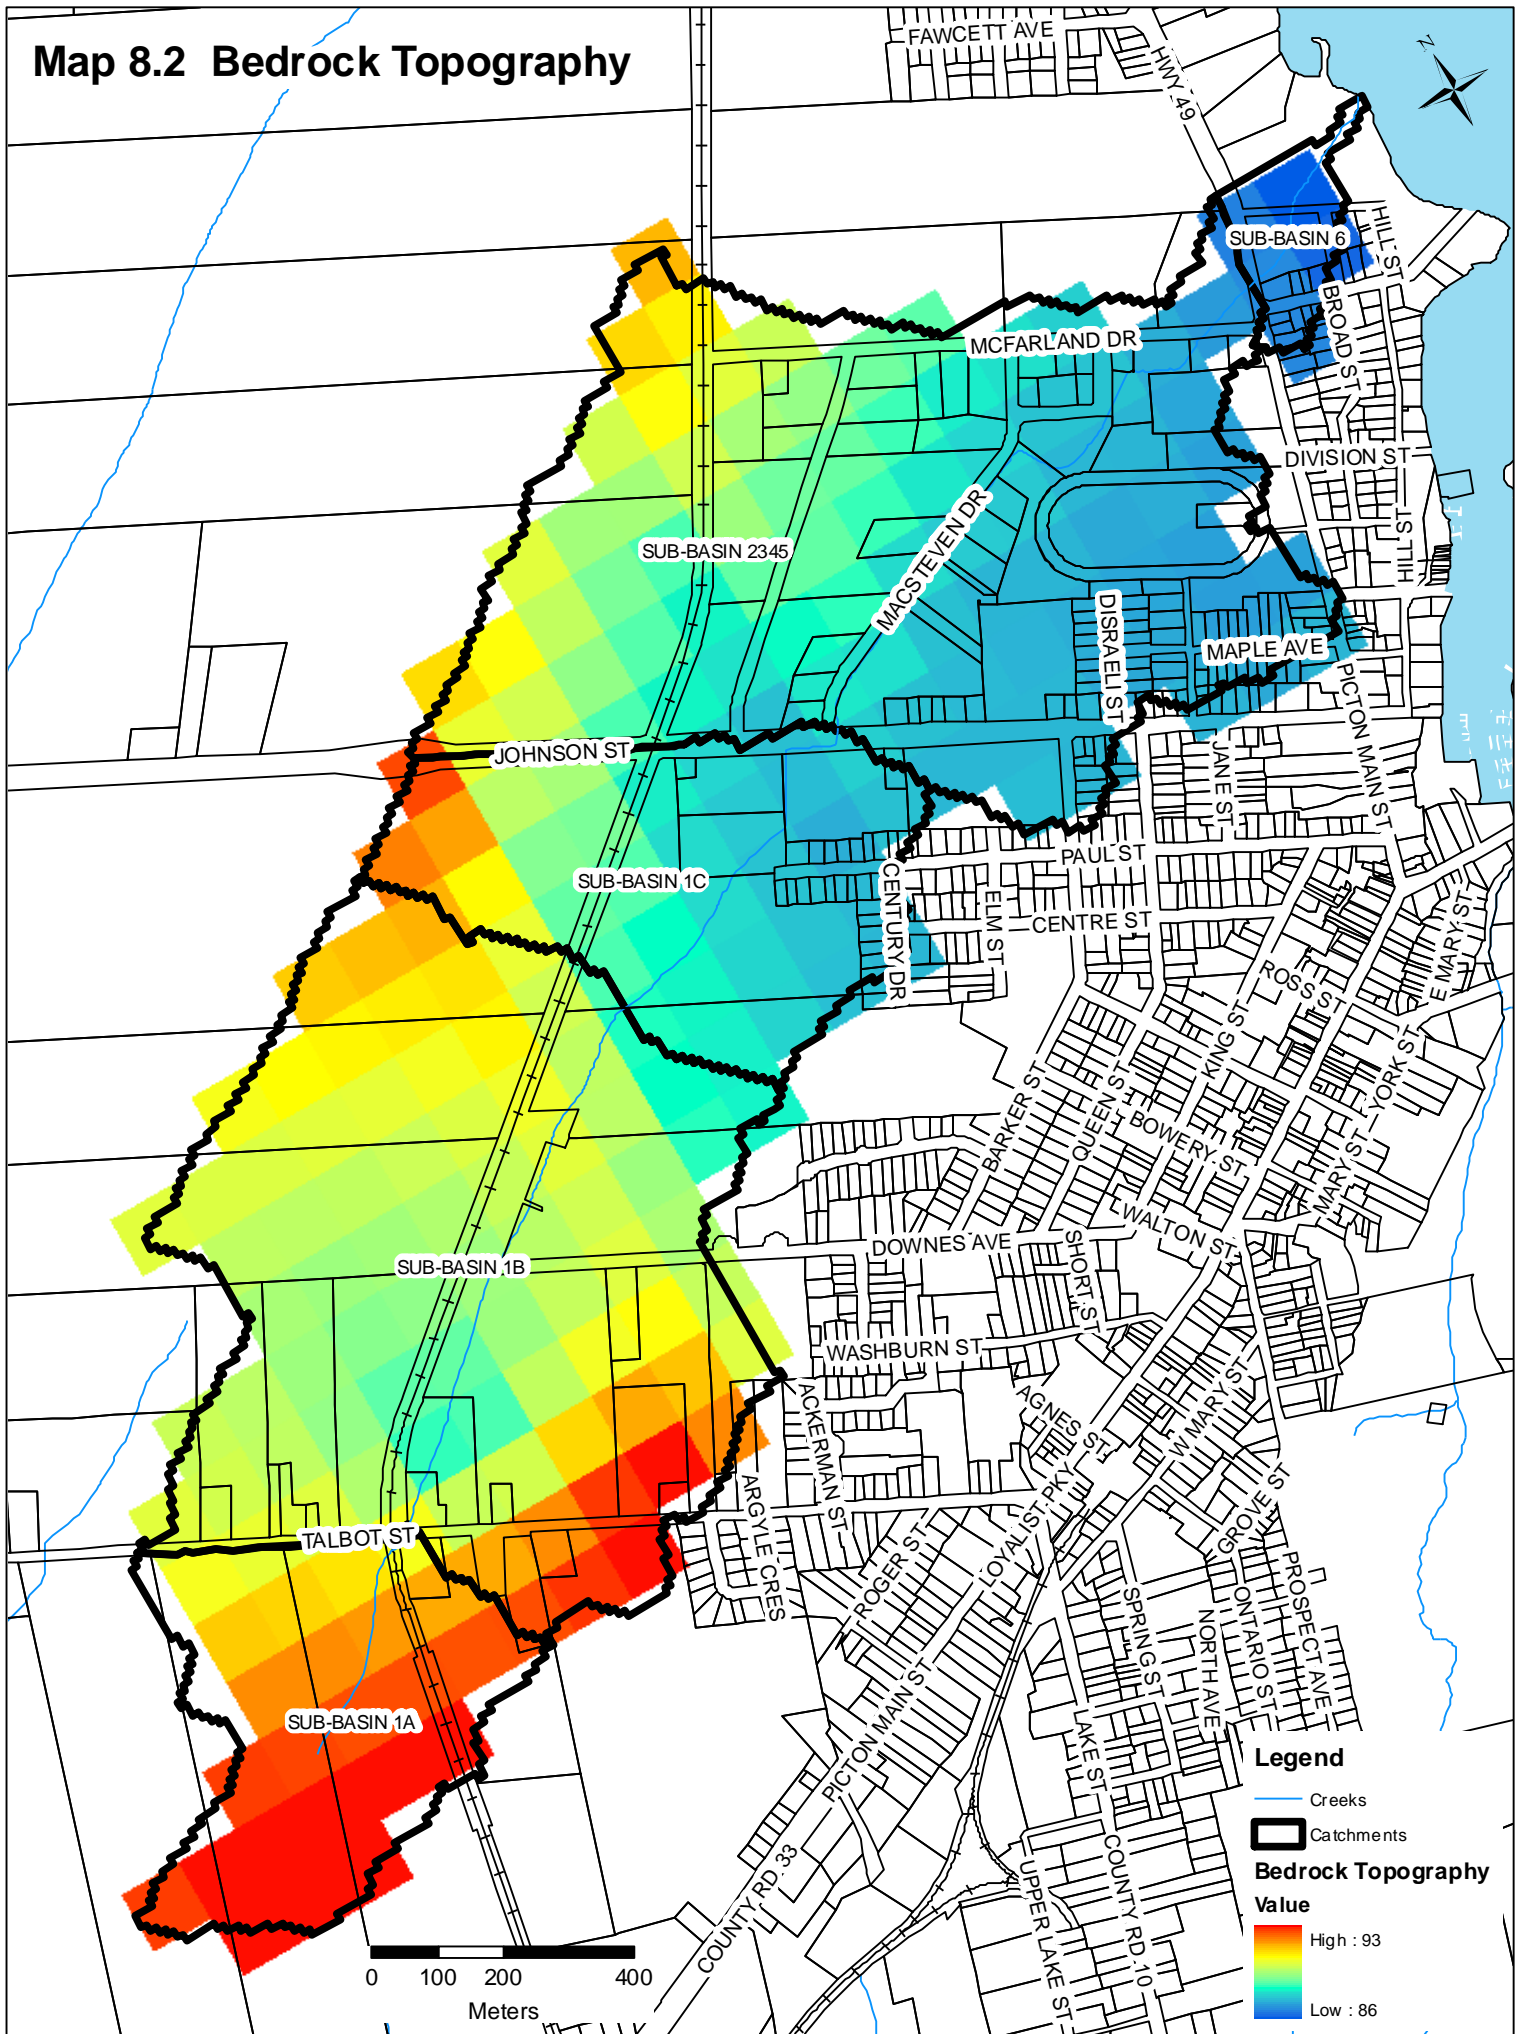 Map 8.2 Bedrock Topography
FAWCETT AVE
HWY 49
N
SUB-BASIN 6
HILL ST
BROAD ST
MCFARLAND DR
DIVISION ST
HILL ST
SUB-BASIN 2345
MACSTEVEN DR
DISRAELI ST
MAPLE AVE
PICTON MAIN ST
JOHNSON ST
JANE ST
PAUL ST
SUB-BASIN 1C
CENTURY DR
ELM ST
CENTRE ST
E MARY ST
ROSS ST
KING ST
YORK ST
BARKER ST
QUEEN ST
BOWERY ST
MARY ST
WALTON ST
DOWNES AVE
SHORT ST
SUB-BASIN 1B
WASHBURN ST
ACKERMAN ST
AGNES ST
W MARY ST
ARGYLE CRES
LOYALIST PKY
GROVE ST
TALBOT ST
ROGER ST
SPRING S
NORTH AVE
ONTARIO ST
PROSPECT AVE
PICTON MAIN ST
SUB-BASIN 1A
LAKE ST
COUNTY RD 33
UPPER LAKE ST
COUNTY RD 10
Legend
Creeks
Catchments
Bedrock Topography
Value
High : 93
Low : 86
0 100 200 400
Meters